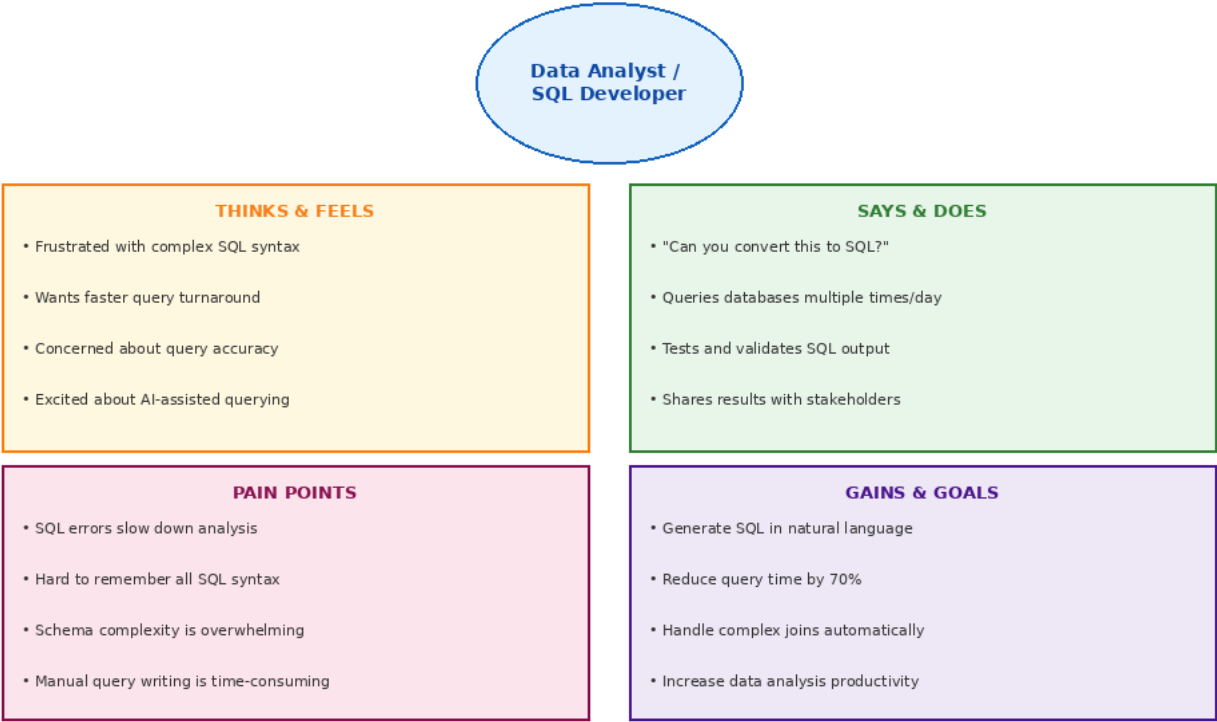 Data Analyst /
SQL Developer
THINKS & FEELS
• Frustrated with complex SQL syntax
• Wants faster query turnaround
• Concerned about query accuracy
• Excited about AI-assisted querying
SAYS & DOES
• "Can you convert this to SQL?"
• Queries databases multiple times/day
• Tests and validates SQL output
• Shares results with stakeholders
PAIN POINTS
• SQL errors slow down analysis
• Hard to remember all SQL syntax
• Schema complexity is overwhelming
• Manual query writing is time-consuming
GAINS & GOALS
• Generate SQL in natural language
• Reduce query time by 70%
• Handle complex joins automatically
• Increase data analysis productivity